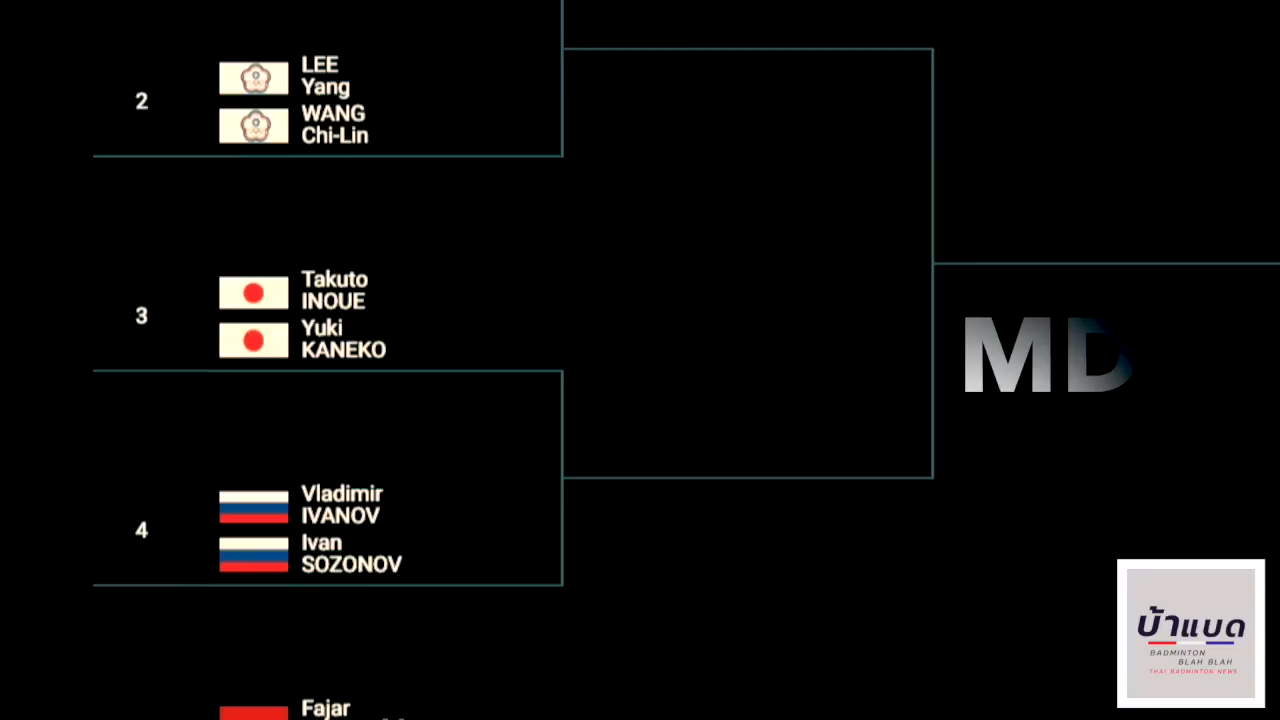 2
LEE
Yang
WANG
Chi-Lin
3
Takuto
INOUE
Yuki
KANEKO
MD
4
Vladimir
IVANOV
Ivan
SOZONOV
Fajar
บ้าแบด
BADMINTON
BLAH BLAH
THAI BADMINTON NEWS